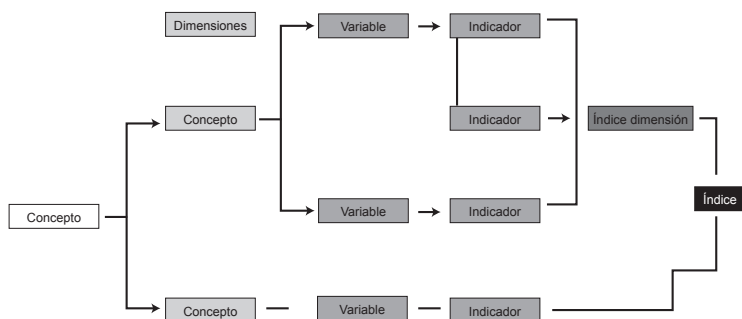 Dimensiones
Variable
Indicador
Concepto
Indicador
Índice dimensión
Índice
Concepto
Variable
Indicador
Concepto
Variable
Indicador